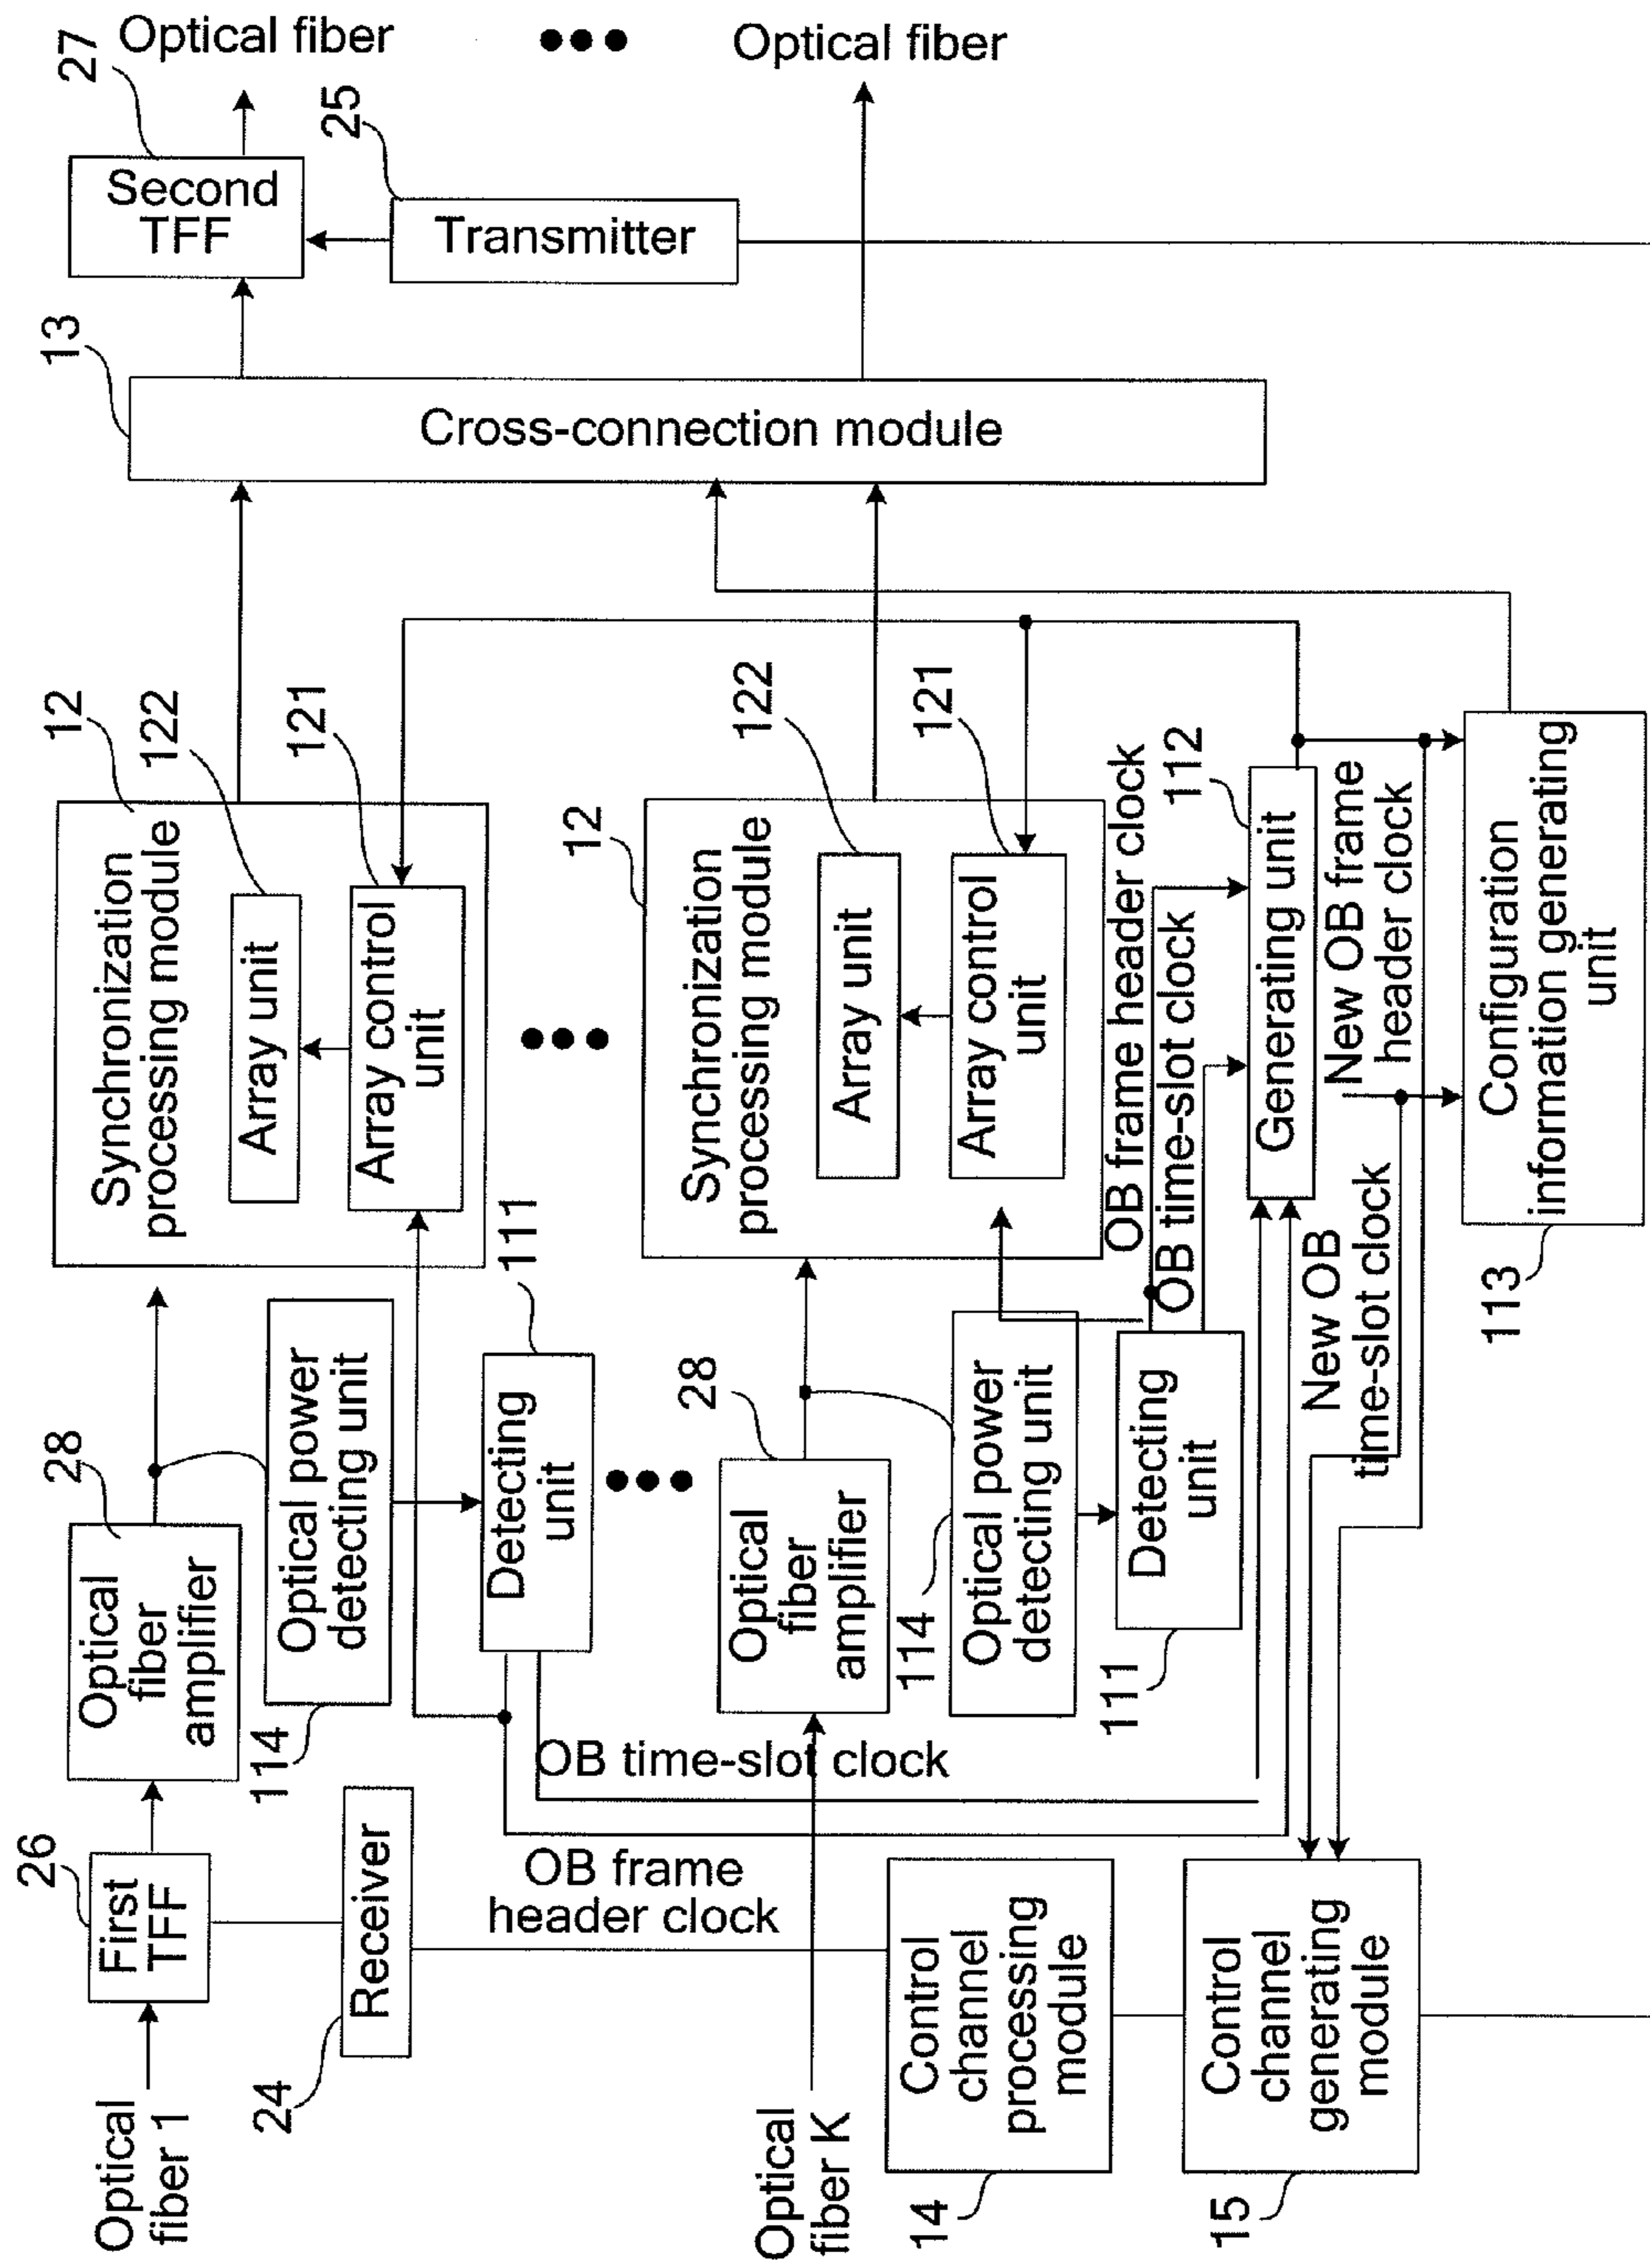 Optical
fiber 1
First
TFF
26
Receiver
24
Optical
fiber
amplifier
28
Optical power
detecting unit
114
Detecting
unit
111
Synchronization
processing module
12
Array unit
122
Array control
unit
121
Cross-connection module
13
Second
TFF
27
Transmitter
25
Optical fiber
Optical fiber
OB time-slot clock
OB frame
header clock
Optical
fiber K
Optical
fiber
amplifier
28
Optical power
detecting unit
114
Detecting
unit
111
Synchronization
processing module
12
Array unit
122
Array control
unit
121
OB frame header clock
OB time-slot clock
Generating unit
112
New OB frame
header clock
New OB
time-slot clock
Configuration
information generating
unit
113
Control
channel
processing
module
14
Control
channel
generating
module
15